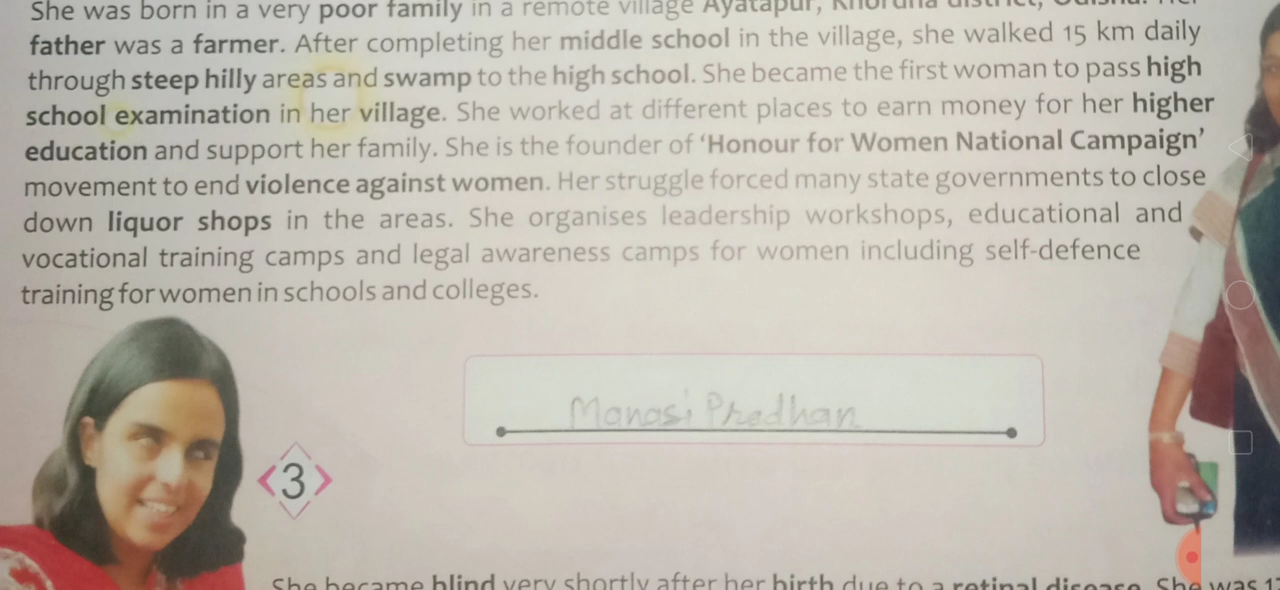 She was born in a very poor family in a remote village Ayatapur, Khordha district, Odisha. Her
father was a farmer. After completing her middle school in the village, she walked 15 km daily
through steep hilly areas and swamp to the high school. She became the first woman to pass high
school examination in her village. She worked at different places to earn money for her higher
education and support her family. She is the founder of ‘Honour for Women National Campaign’
movement to end violence against women. Her struggle forced many state governments to close
down liquor shops in the areas. She organises leadership workshops, educational and
vocational training camps and legal awareness camps for women including self-defence
training for women in schools and colleges.
Manasi Pradhan
3
She became blind very shortly after her birth due to a retinal disease. She was